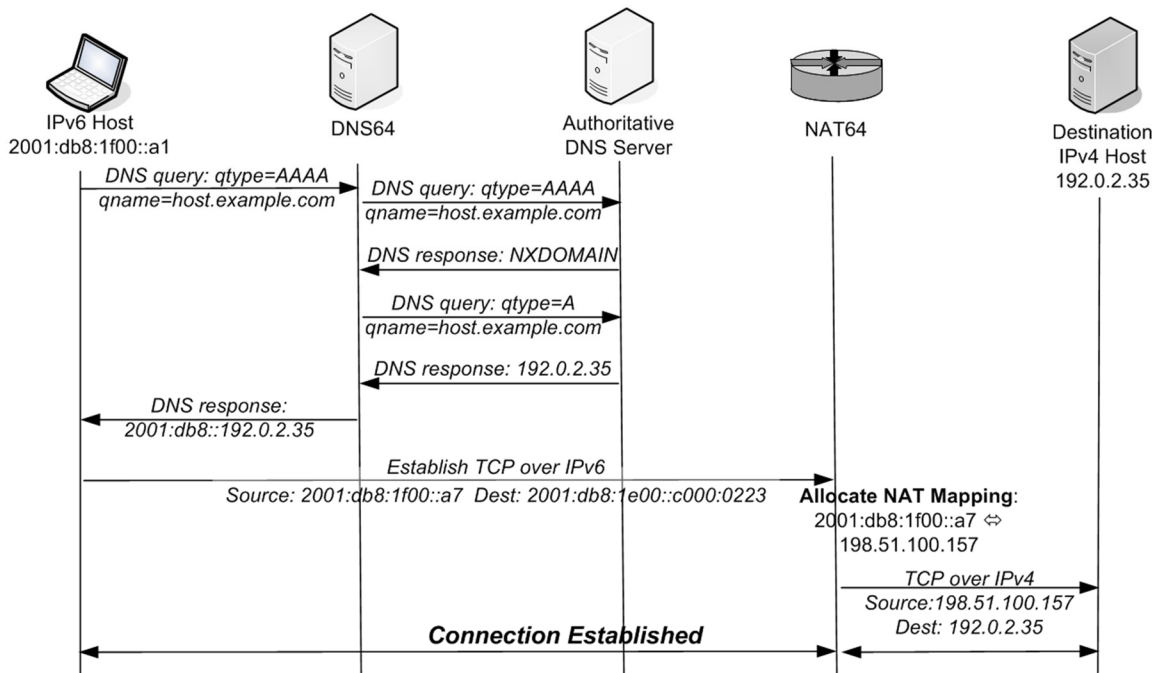 IPv6 Host
2001:db8:1f00::a1
DNS64
Authoritative
DNS Server
NAT64
Destination
IPv4 Host
192.0.2.35
DNS query: qtype=AAAA
qname=host.example.com
DNS query: qtype=AAAA
qname=host.example.com
DNS response: NXDOMAIN
DNS query: qtype=A
qname=host.example.com
DNS response: 192.0.2.35
DNS response:
2001:db8::192.0.2.35
Establish TCP over IPv6
Source: 2001:db8:1f00::a7 Dest: 2001:db8:1e00::c000:0223
Allocate NAT Mapping:
2001:db8:1f00::a7 ⇔
198.51.100.157
TCP over IPv4
Source:198.51.100.157
Dest: 192.0.2.35
Connection Established